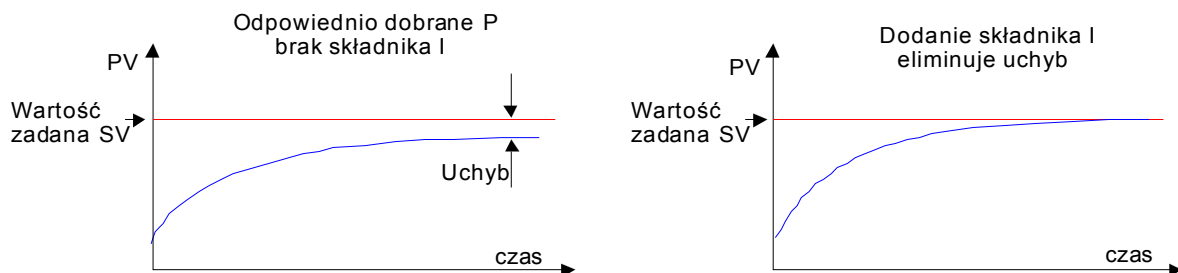 Odpowiednio dobrane P
brak składnika I
PV
Wartość
zadana SV
Uchyb
czas
Dodanie składnika I
eliminuje uchyb
PV
Wartość
zadana SV
czas